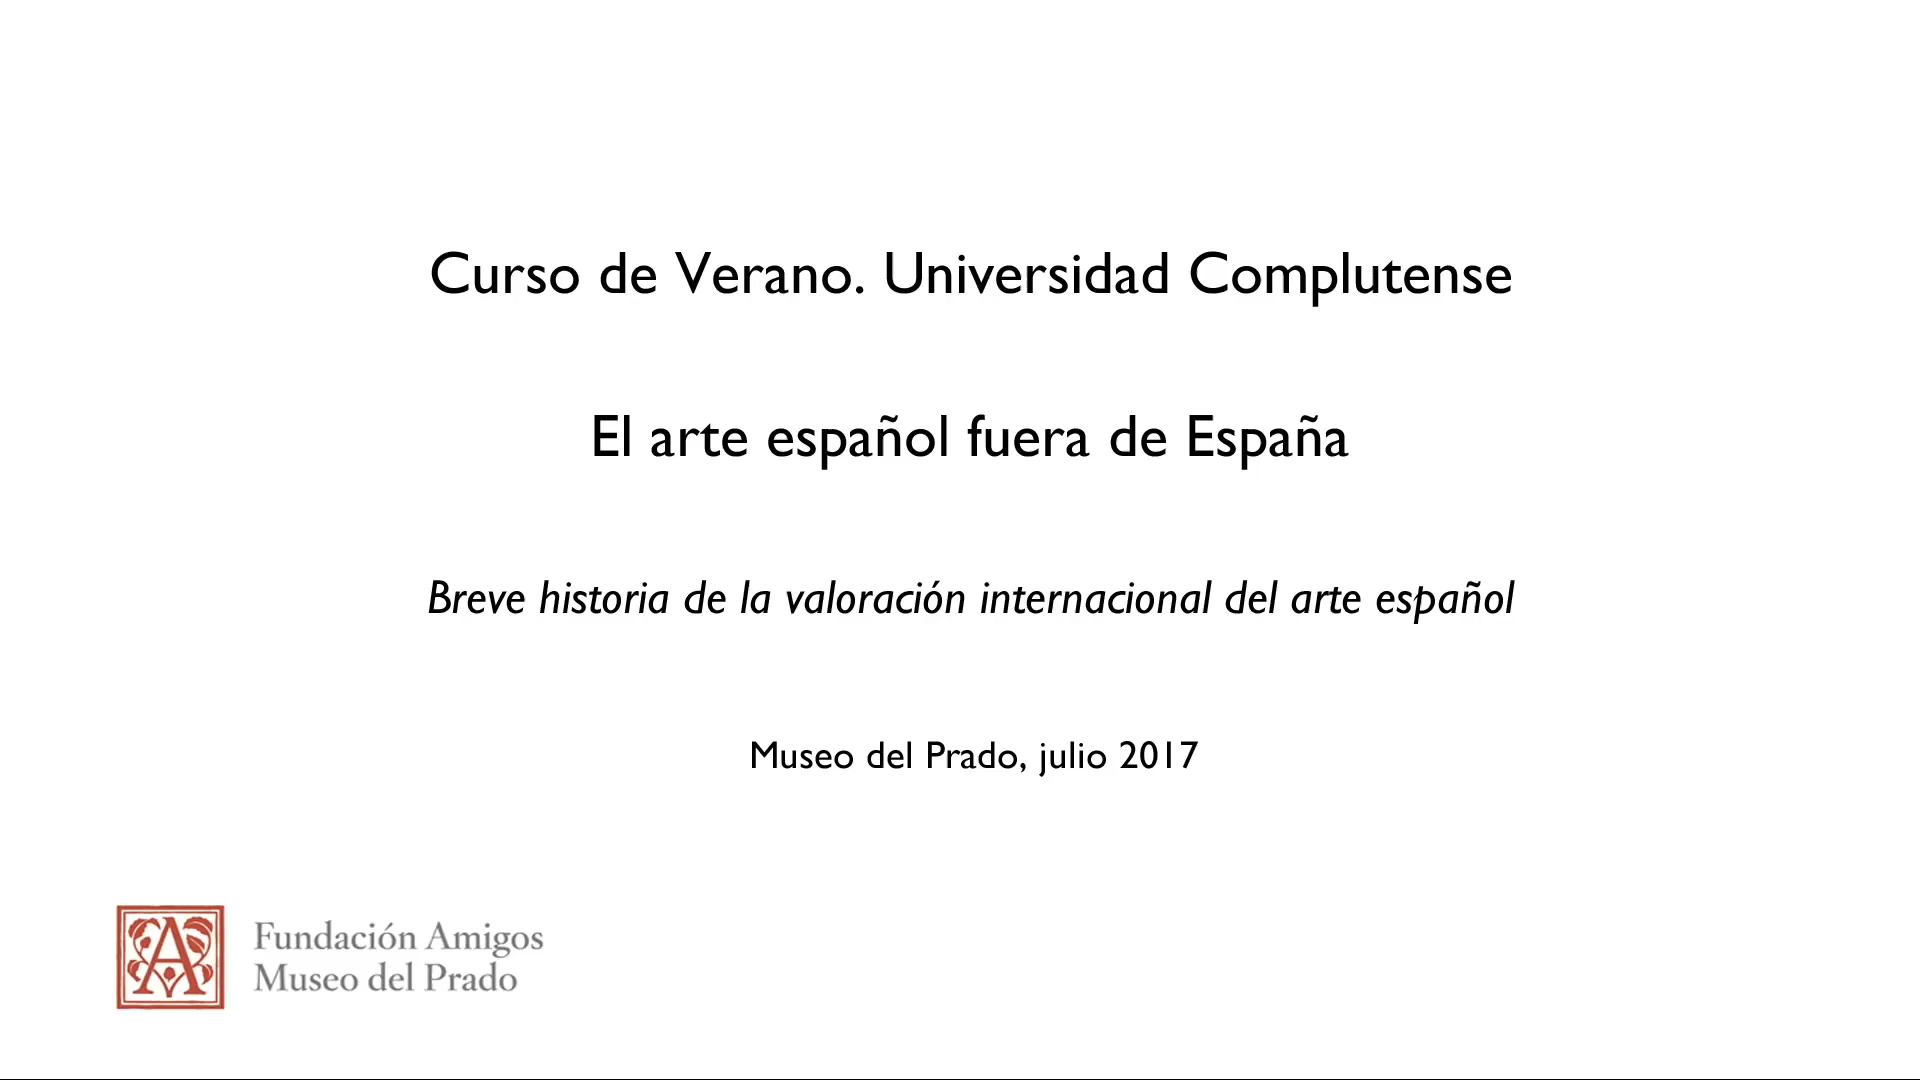 Curso de Verano. Universidad Complutense
El arte español fuera de España
Breve historia de la valoración internacional del arte español
Museo del Prado, julio 2017
A
Fundación Amigos
Museo del Prado